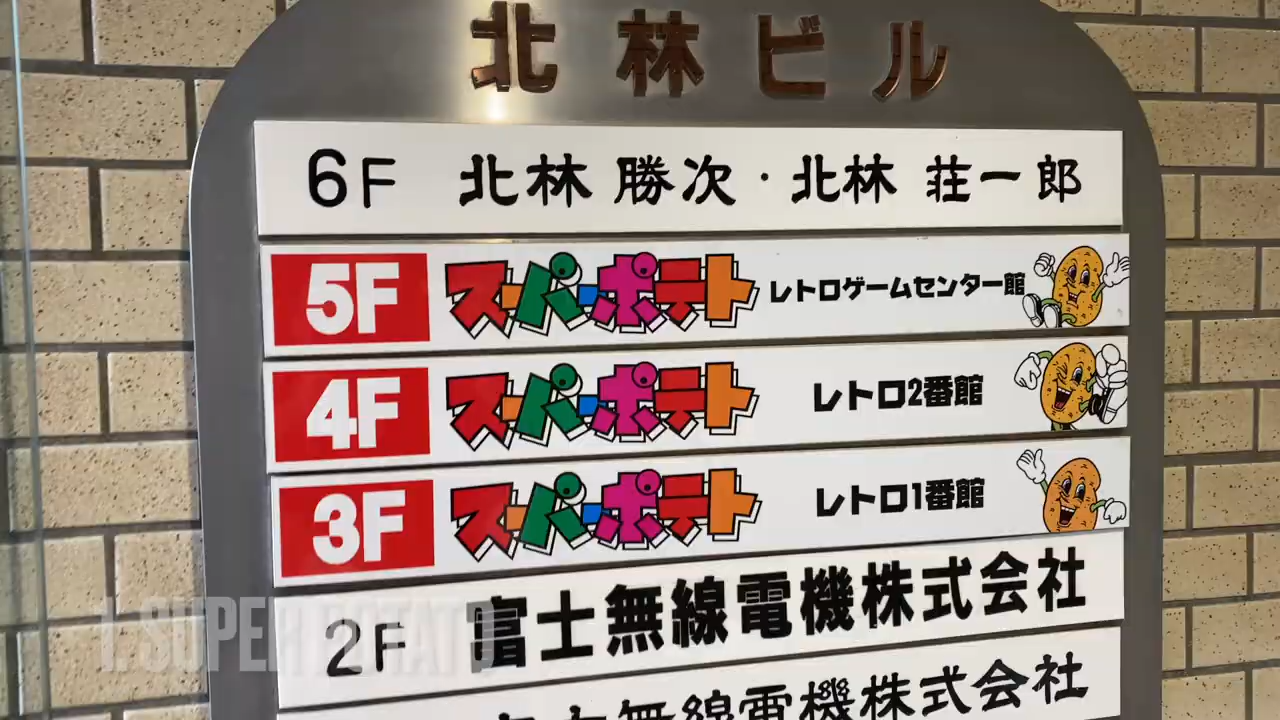 北林ビル
6F 北林 勝次・北林 荘一郎
5F スーパーポテト レトロゲームセンター館
4F スーパーポテト レトロ2番館
3F スーパーポテト レトロ1番館
2F 富士無線電機株式会社
無線電機株式会社
1. SUPER POTATO